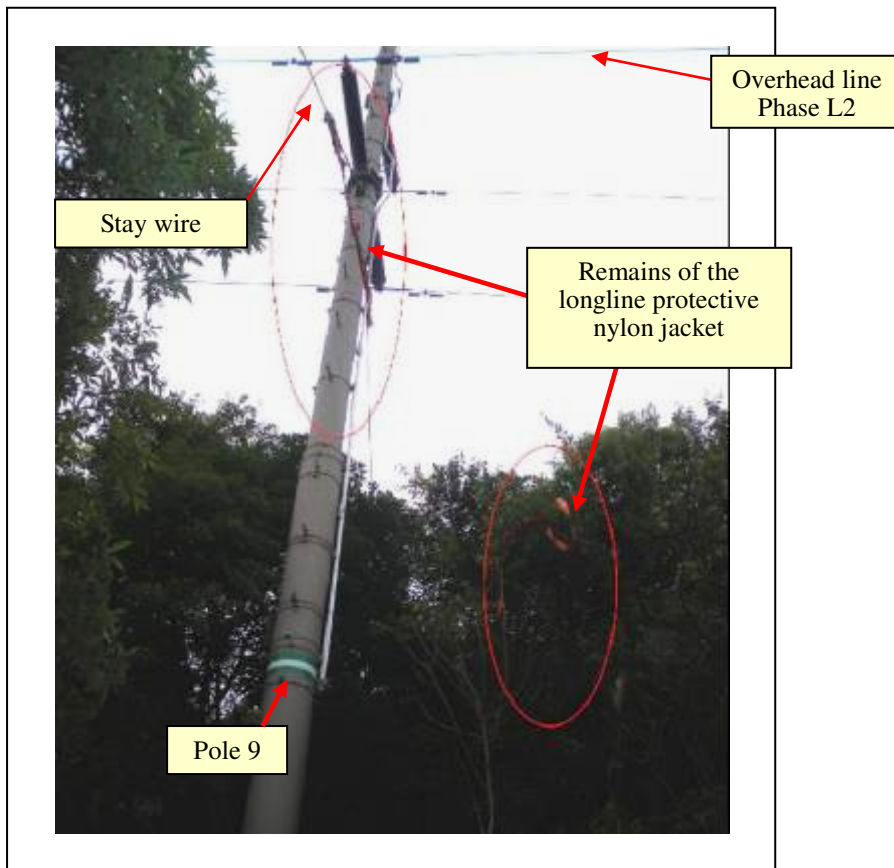 Overhead line
Phase L2
Stay wire
Remains of the
longline protective
nylon jacket
Pole 9